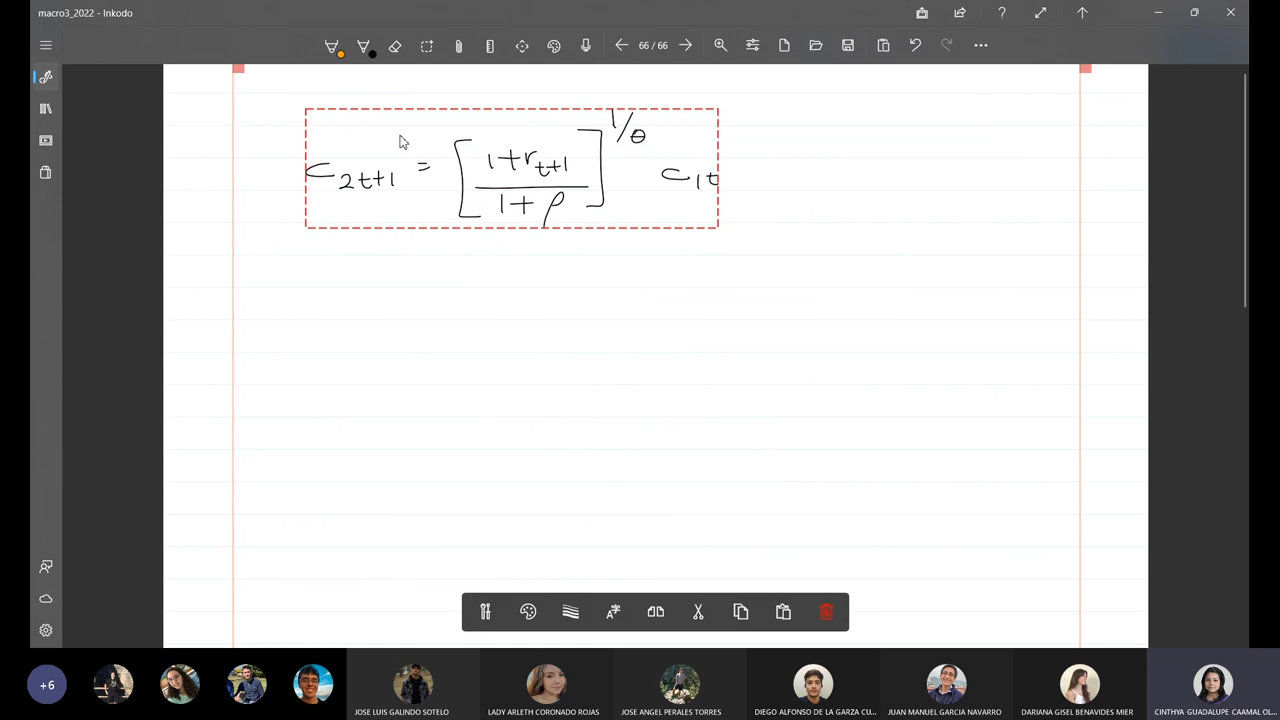 macro3_2022 - Inkodo
66 / 66
C₂ₜ₊₁ = [(1+rₜ₊₁)/(1+ρ)]^(1/θ) C₁ₜ
+6
JOSE LUIS GALINDO SOTELO
LADY ARLETH CORONADO ROJAS
JOSE ANGEL PERALES TORRES
DIEGO ALFONSO DE LA GARZA CU...
JUAN MANUEL GARCIA NAVARRO
DARIANA GISEL BENAVIDES MIER
CINTHYA GUADALUPE CAAMAL OL...